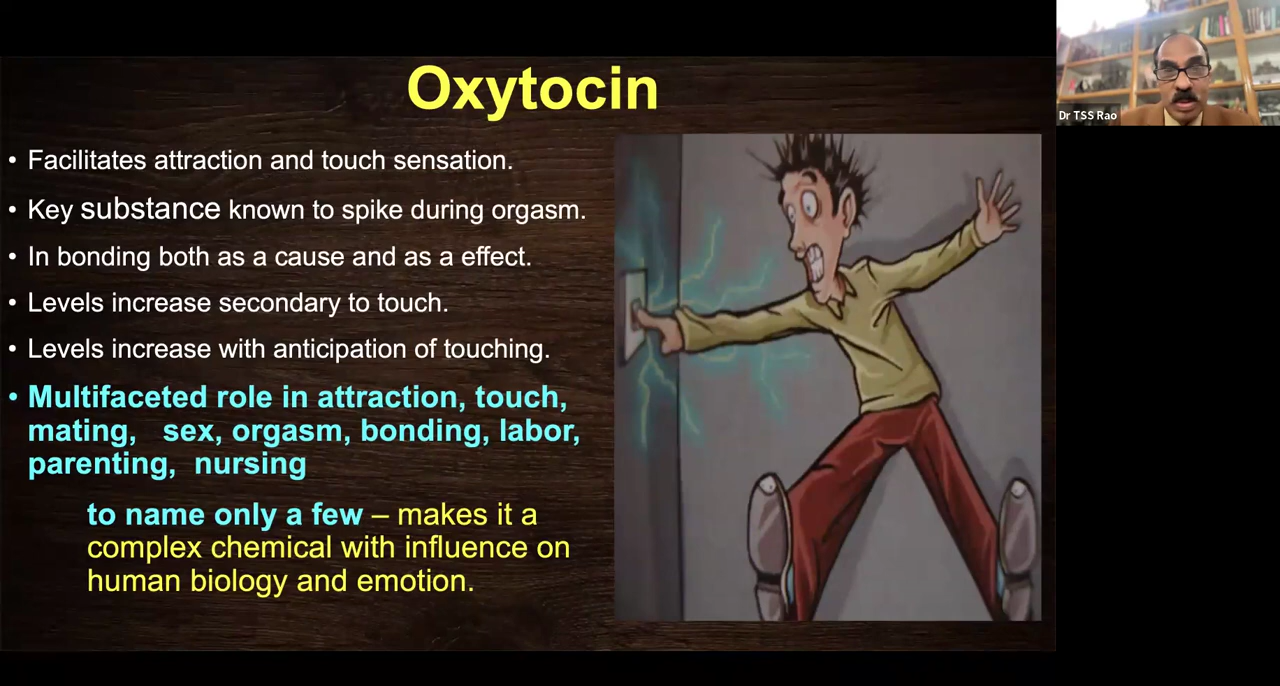 Oxytocin
• Facilitates attraction and touch sensation.
• Key substance known to spike during orgasm.
• In bonding both as a cause and as a effect.
• Levels increase secondary to touch.
• Levels increase with anticipation of touching.
• Multifaceted role in attraction, touch,
mating, sex, orgasm, bonding, labor,
parenting, nursing
to name only a few – makes it a
complex chemical with influence on
human biology and emotion.
Dr TSS Rao